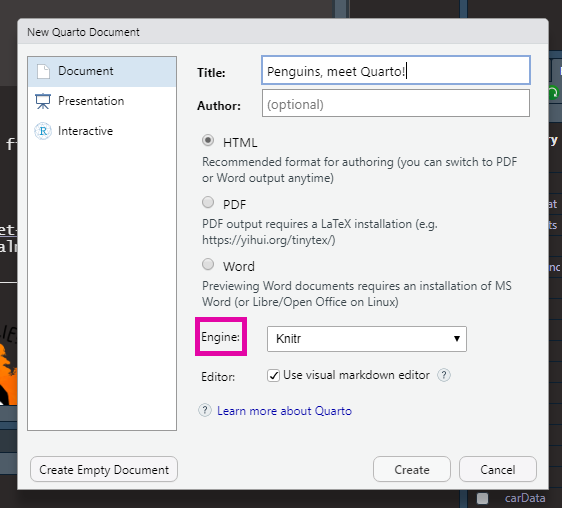 New Quarto Document
Document
Presentation
R Interactive
Title: Penguins, meet Quarto!
Author: (optional)
HTML
Recommended format for authoring (you can switch to PDF
or Word output anytime)
PDF
PDF output requires a LaTeX installation (e.g.
https://yihui.org/tinytex/)
Word
Previewing Word documents requires an installation of MS
Word (or Libre/Open Office on Linux)
Engine: Knitr
Editor: Use visual markdown editor ?
? Learn more about Quarto
Create Empty Document
Create
Cancel
carData